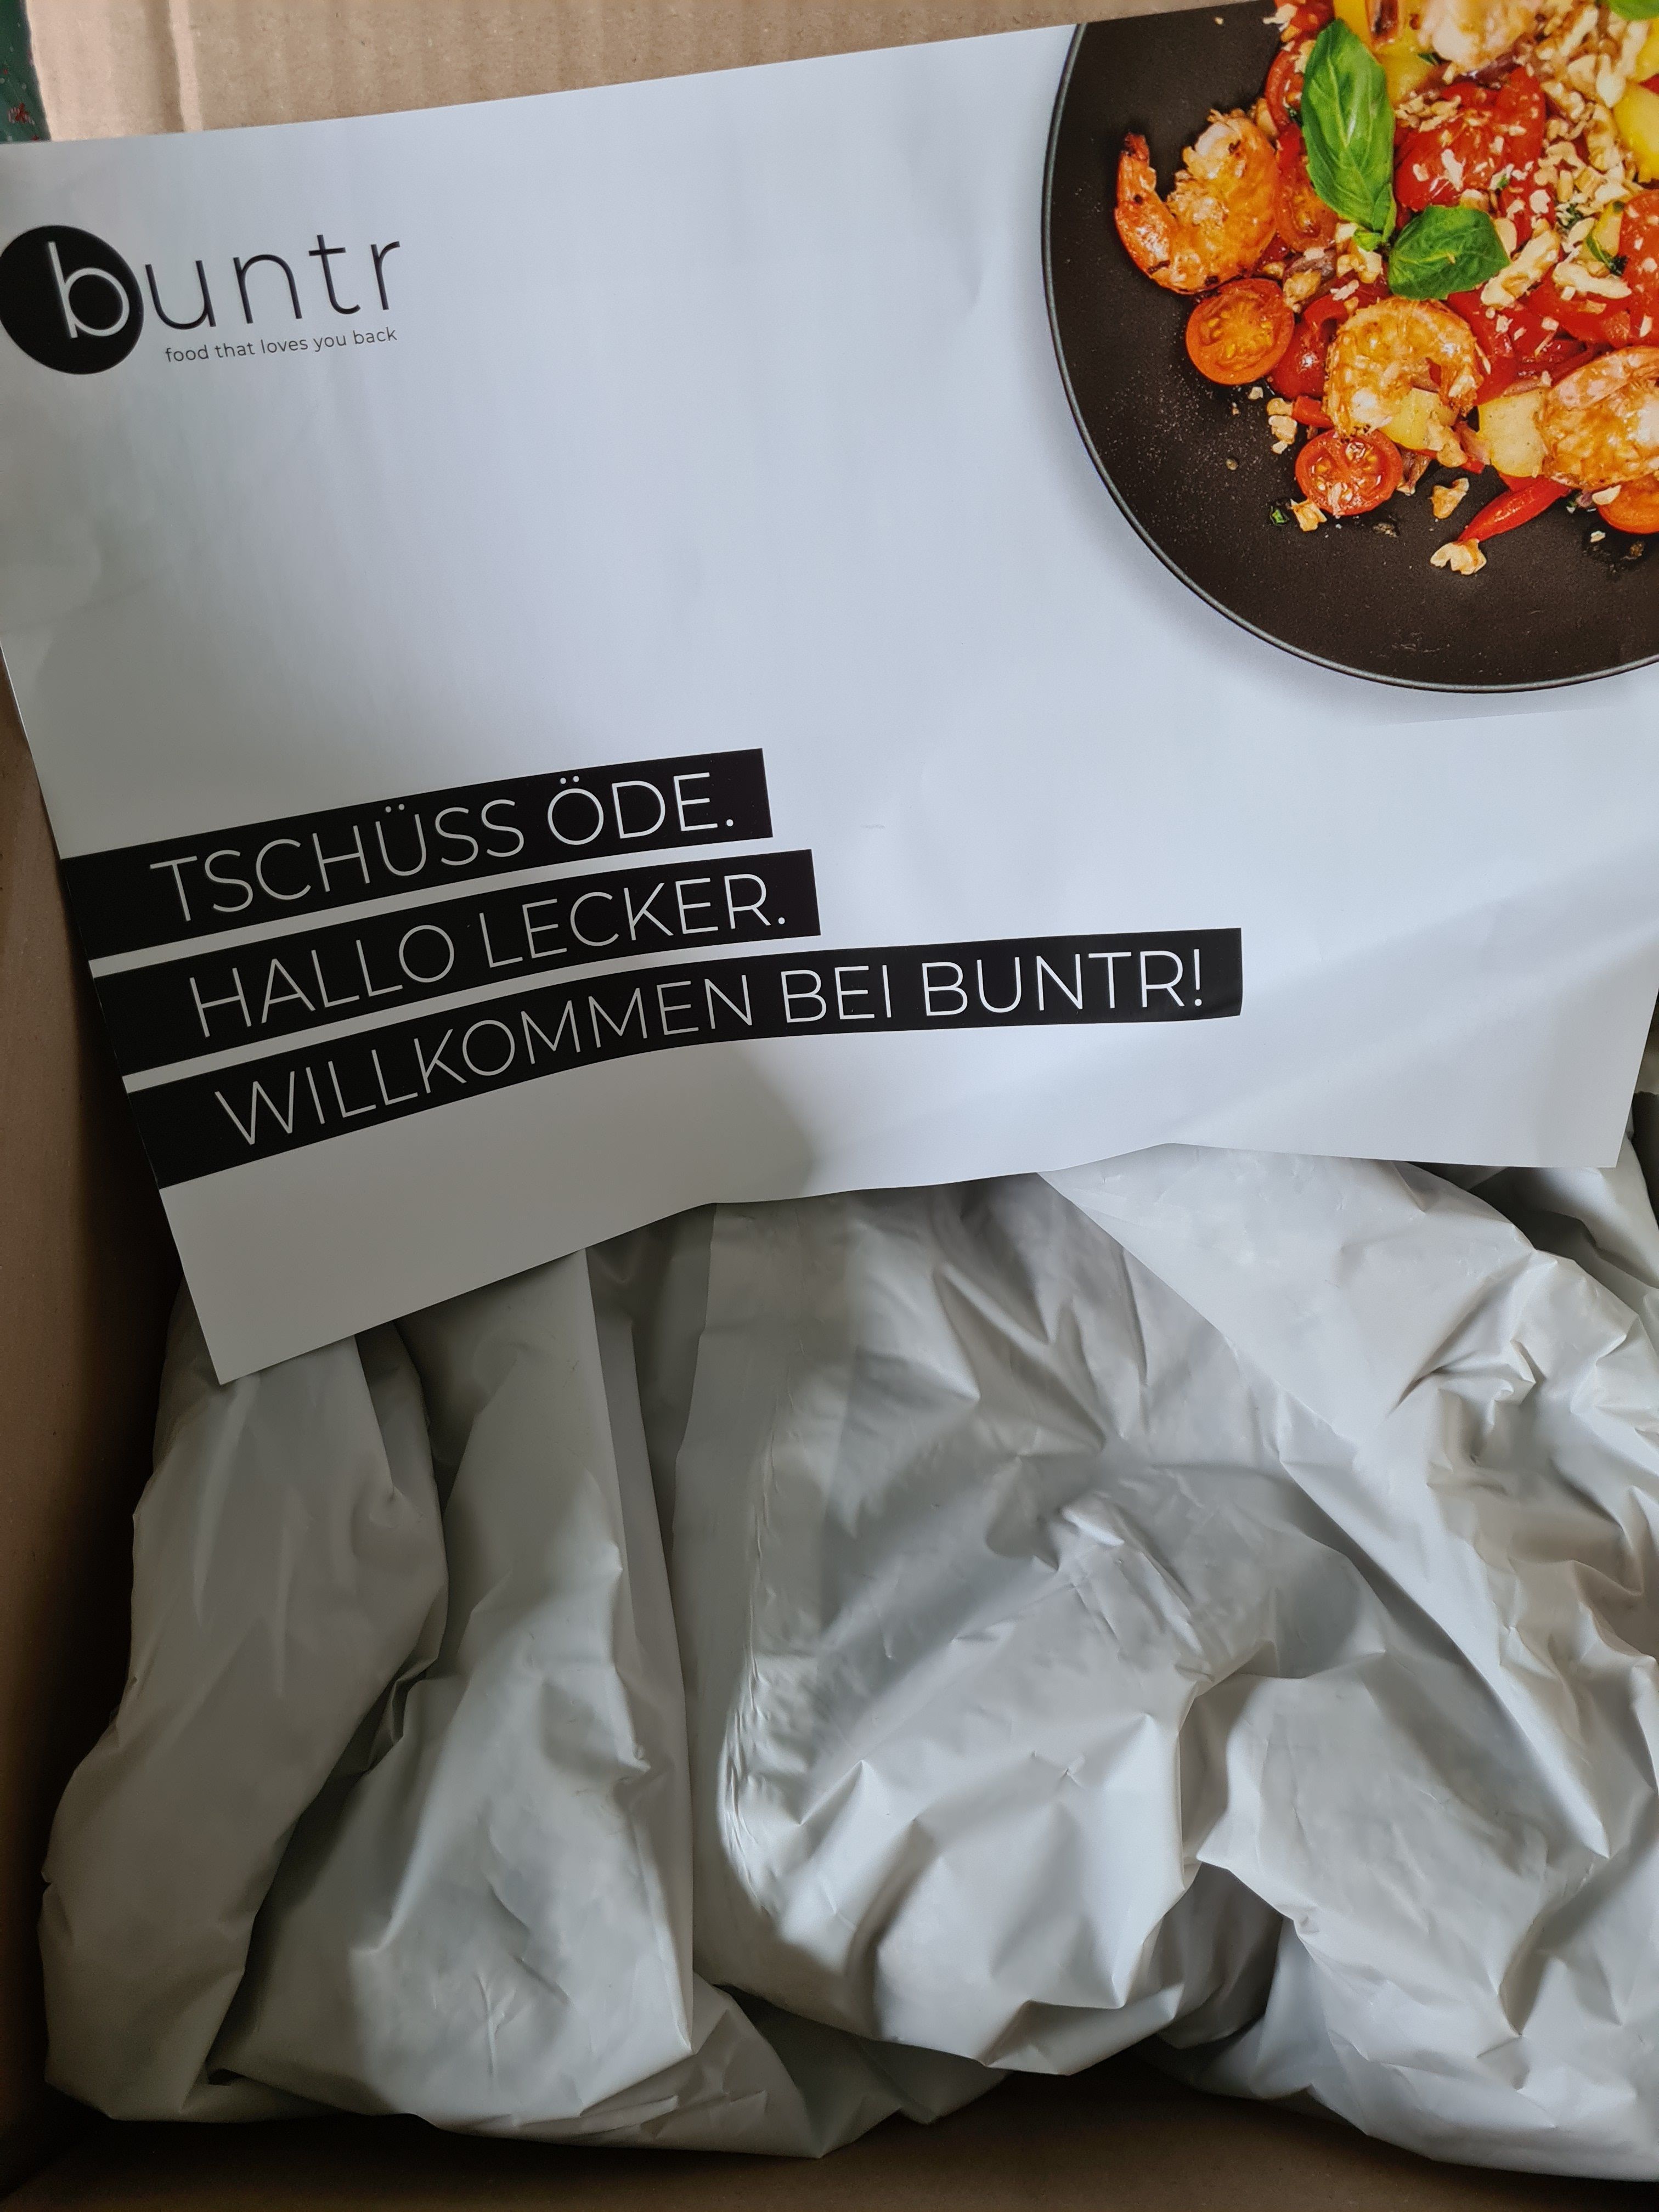 buntr
food that loves you back
TSCHÜSS ÖDE.
HALLO LECKER.
WILLKOMMEN BEI BUNTR!